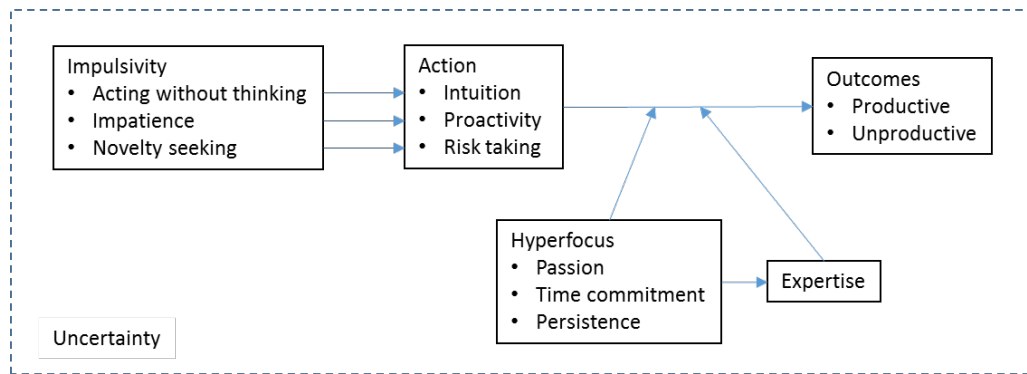 Impulsivity
• Acting without thinking
• Impatience
• Novelty seeking
Action
• Intuition
• Proactivity
• Risk taking
Outcomes
• Productive
• Unproductive
Hyperfocus
• Passion
• Time commitment
• Persistence
Expertise
Uncertainty